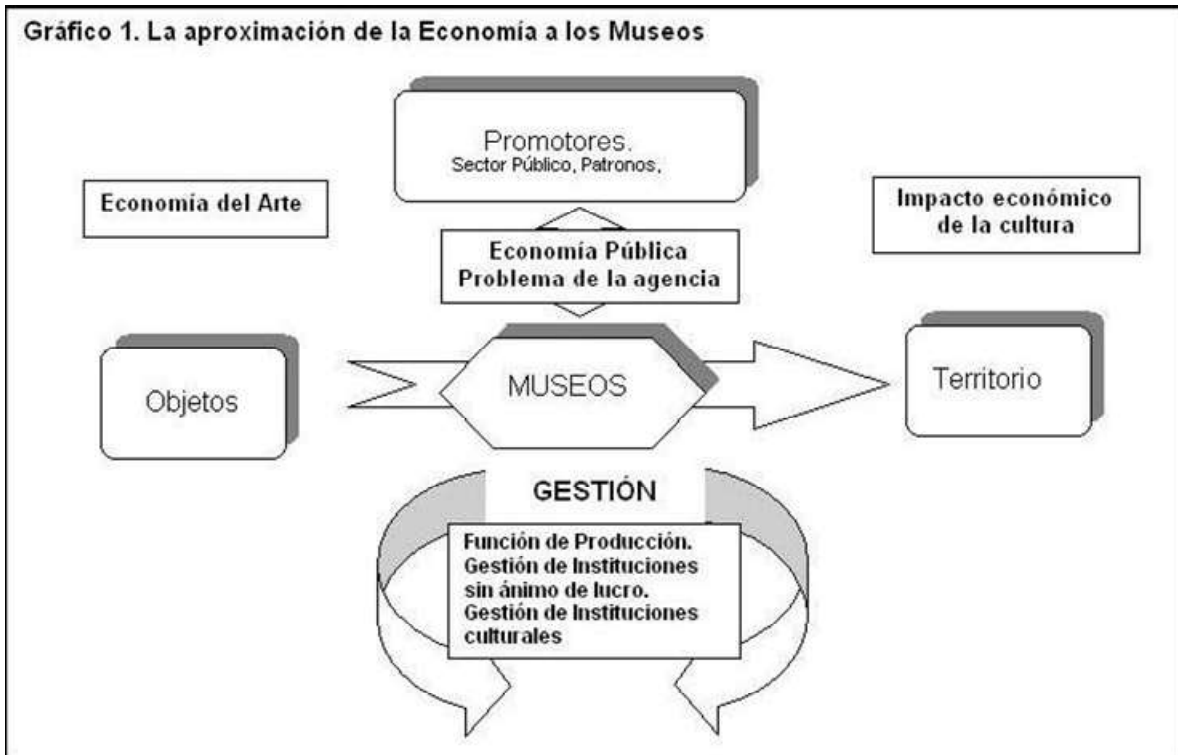 Gráfico 1. La aproximación de la Economía a los Museos
Promotores.
Sector Público, Patronos,
Economía del Arte
Impacto económico
de la cultura
Economía Pública
Problema de la agencia
Objetos
MUSEOS
Territorio
GESTIÓN
Función de Producción.
Gestión de Instituciones
sin ánimo de lucro.
Gestión de Instituciones
culturales